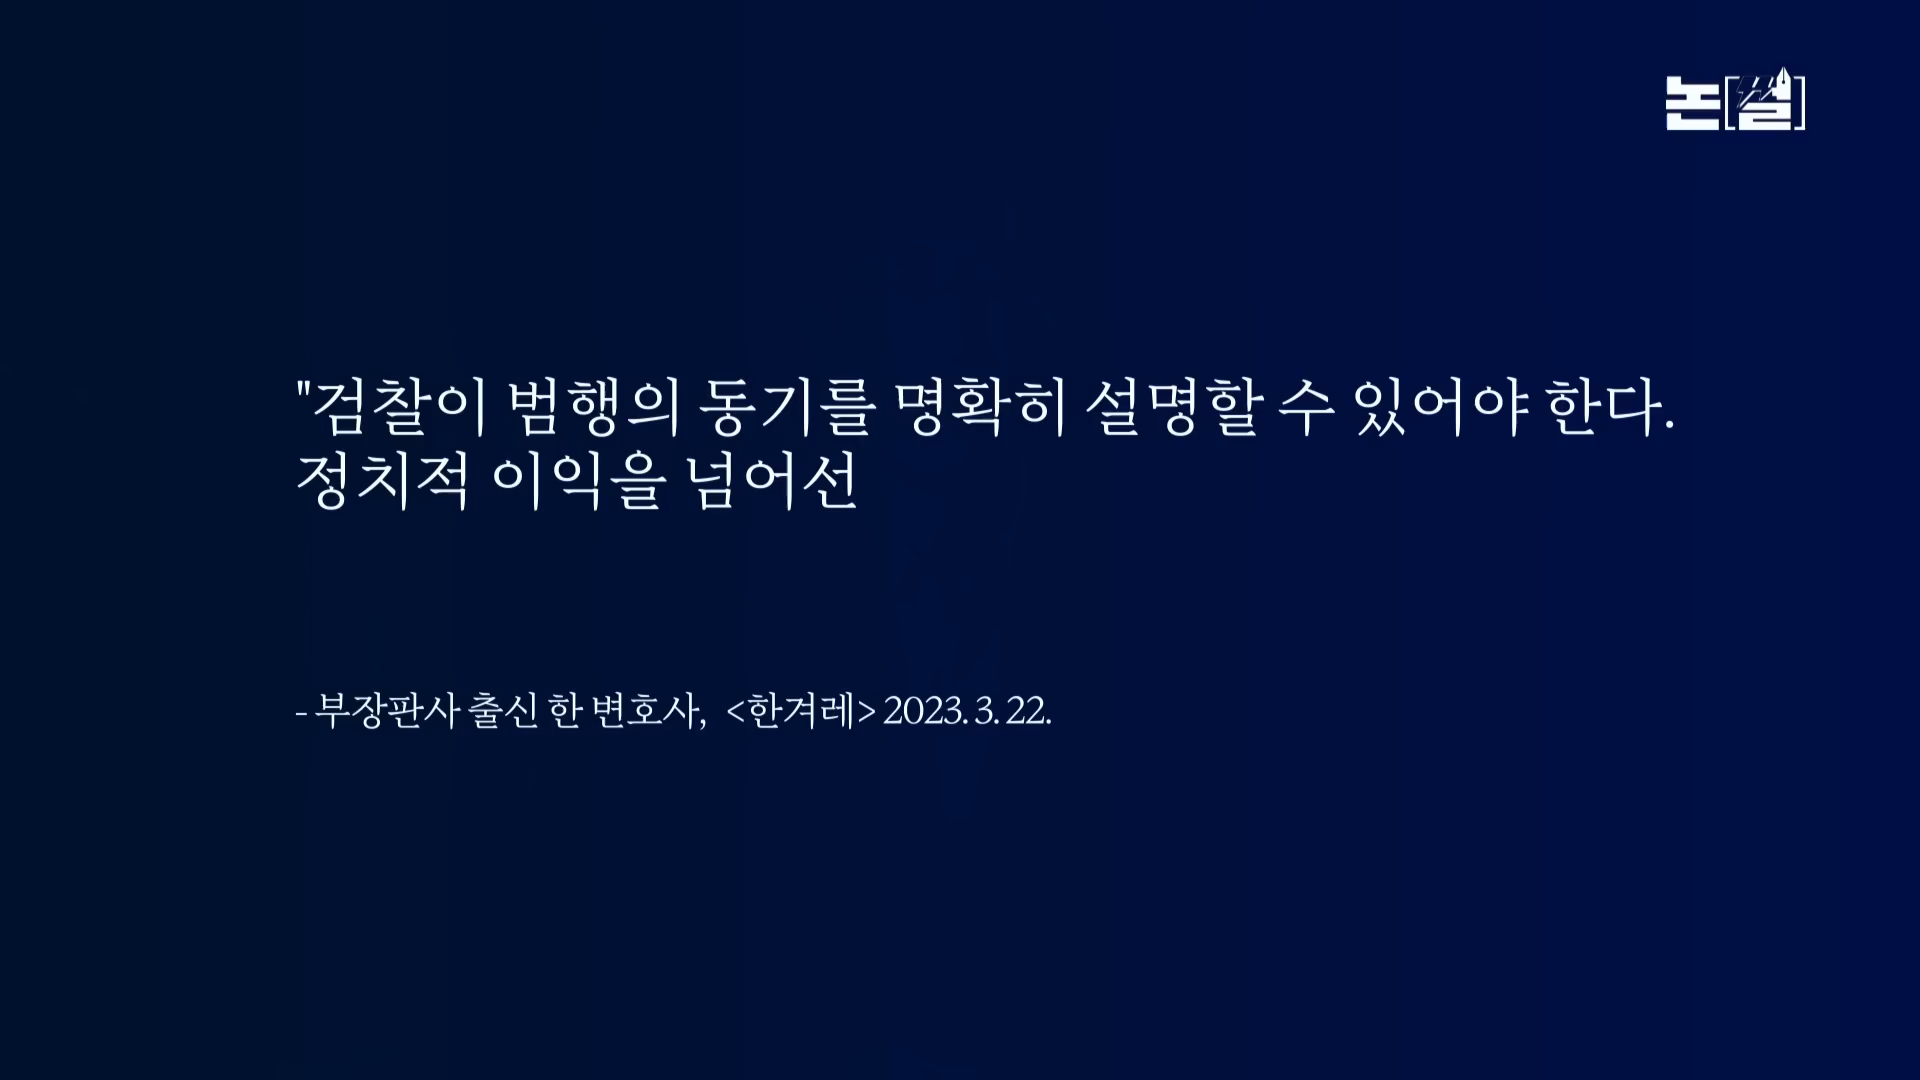 논[썰]
"검찰이 범행의 동기를 명확히 설명할 수 있어야 한다.
정치적 이익을 넘어선
- 부장판사 출신 한 변호사, <한겨레> 2023. 3. 22.